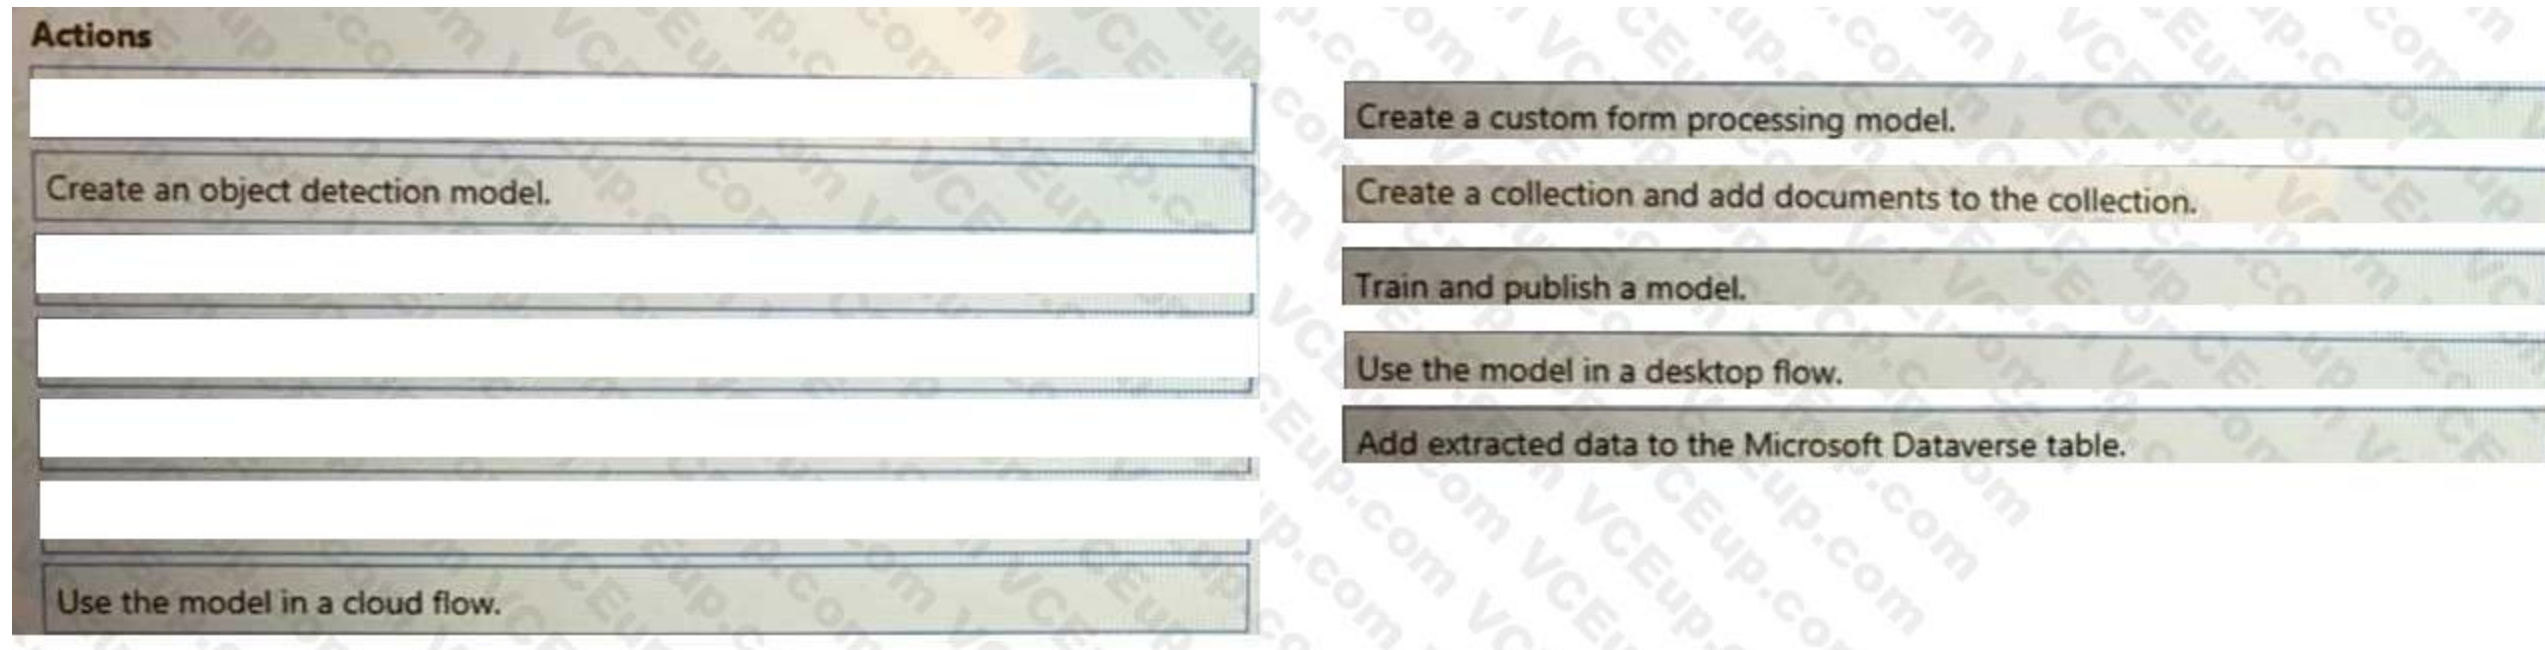 Actions
Create an object detection model.
Use the model in a cloud flow.
Create a custom form processing model.
Create a collection and add documents to the collection.
Train and publish a model.
Use the model in a desktop flow.
Add extracted data to the Microsoft Dataverse table.
VCEup.com